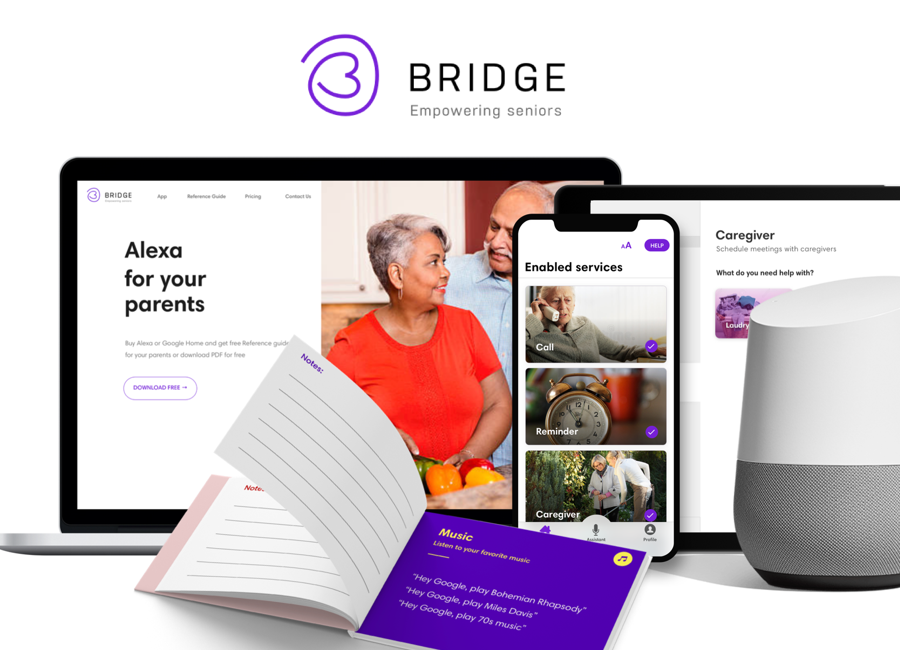 BRIDGE
Empowering seniors
BRIDGE
App Reference Guide Pricing Contact Us
Alexa
for your
parents
Buy Alexa or Google Home and get free Reference guide
for your parents or download PDF for free
DOWNLOAD FREE →
AA HELP
Enabled services
Call
Reminder
Caregiver
Assistant Profile
Caregiver
Schedule meetings with caregivers
What do you need help with?
Laudry
Notes:
Notes:
Music
Listen to your favorite music
"Hey Google, play Bohemian Rhapsody"
"Hey Google, play Miles Davis"
"Hey Google, play 70s music"